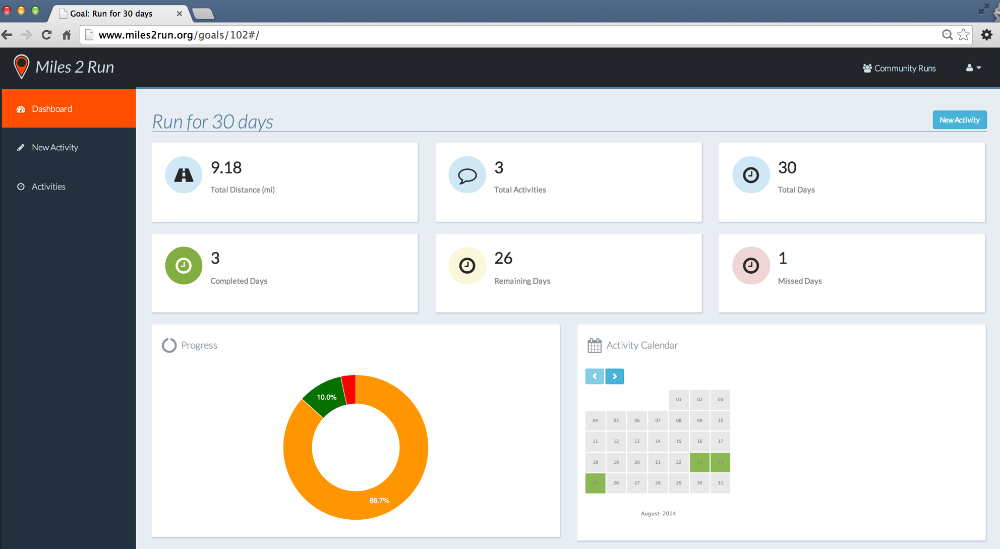 Goal: Run for 30 days
www.miles2run.org/goals/102#/
Miles 2 Run
Community Runs
Dashboard
New Activity
Activities
Run for 30 days
New Activity
9.18
Total Distance (mi)
3
Total Activities
30
Total Days
3
Completed Days
26
Remaining Days
1
Missed Days
Progress
10.0%
86.7%
Activity Calendar
01 02 03
04 05 06 07 08 09 10
11 12 13 14 15 16 17
18 19 20 21 22 23 24
25 26 27 28 29 30 31
August-2014